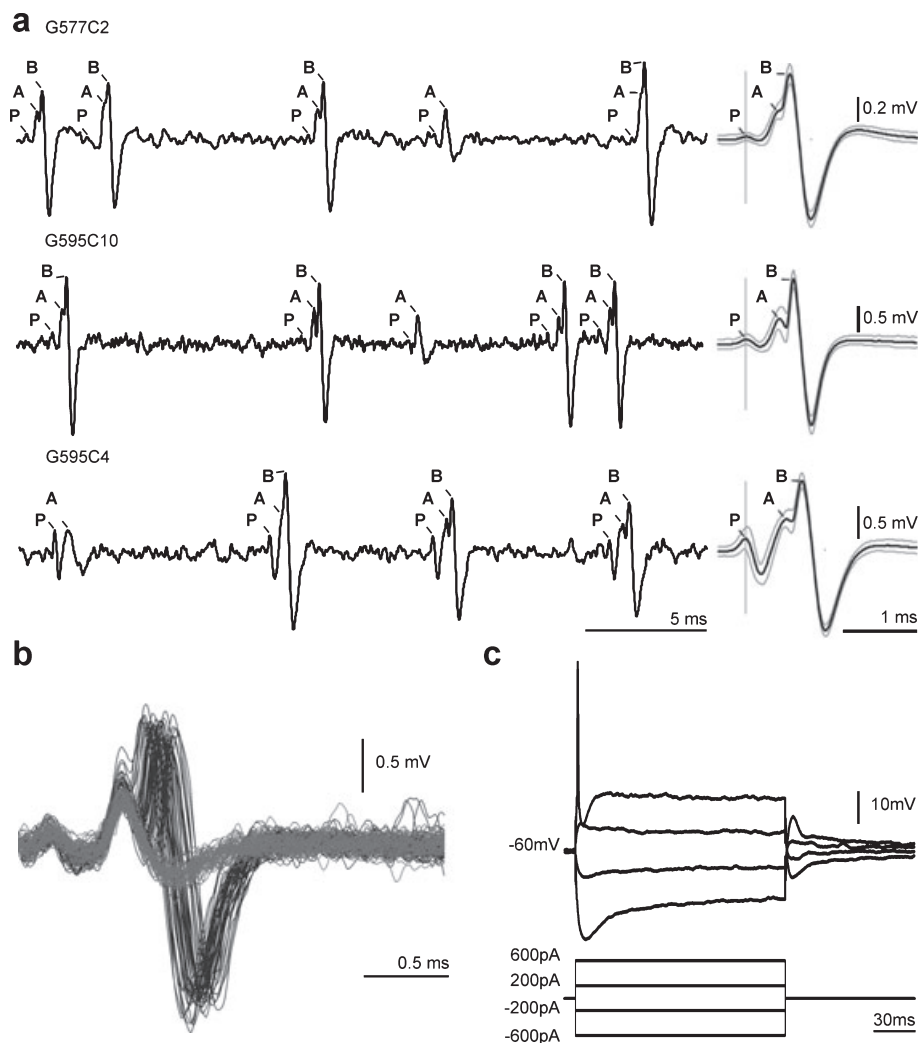 a G577C2
B B B B B
A A A A A A
P P P P P P
0.2 mV
G595C10
B B B B B
A A A A A A
P P P P P P
0.5 mV
G595C4
B B B B
A A A A A
P P P P P
0.5 mV
5 ms 1 ms
b
0.5 mV
0.5 ms
c
10mV
-60mV
600pA
200pA
-200pA
-600pA
30ms